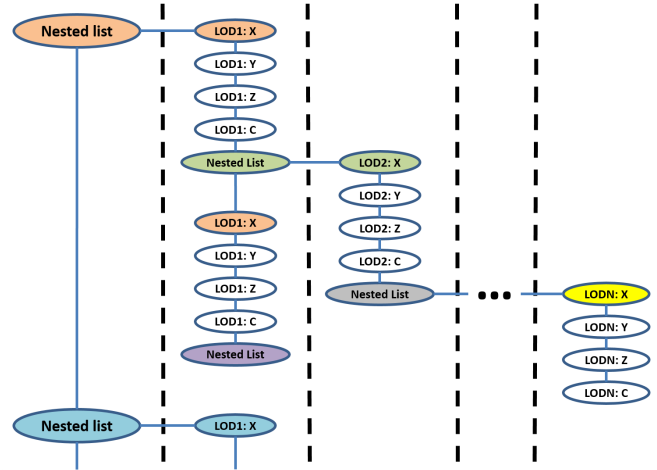 Nested list
LOD1: X
LOD1: Y
LOD1: Z
LOD1: C
Nested List
LOD2: X
LOD2: Y
LOD2: Z
LOD2: C
Nested List
LOD1: X
LOD1: Y
LOD1: Z
LOD1: C
Nested List
LODN: X
LODN: Y
LODN: Z
LODN: C
Nested list
LOD1: X